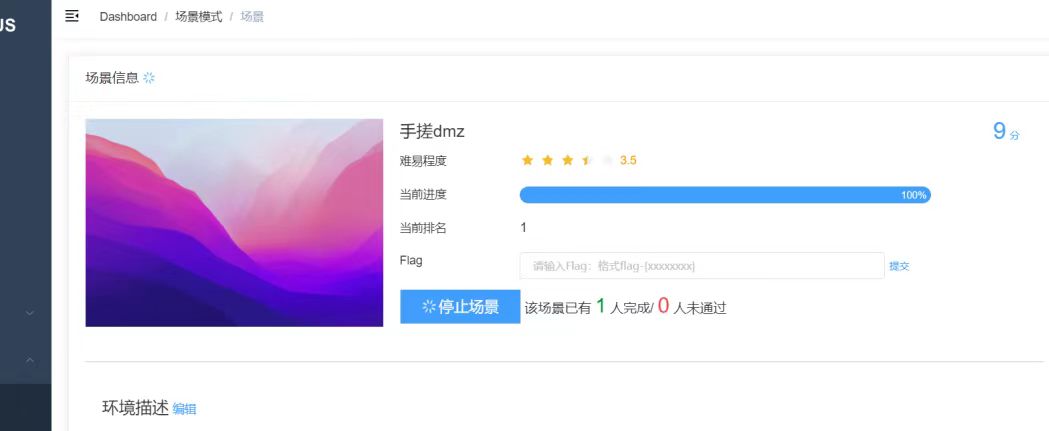 US
Dashboard / 场景模式 / 场景
场景信息
手搓dmz
9 分
难易程度 3.5
当前进度 100%
当前排名 1
Flag 请输入Flag：格式flag-{xxxxxxxx} 提交
停止场景 该场景已有 1 人完成/ 0 人未通过
环境描述 编辑